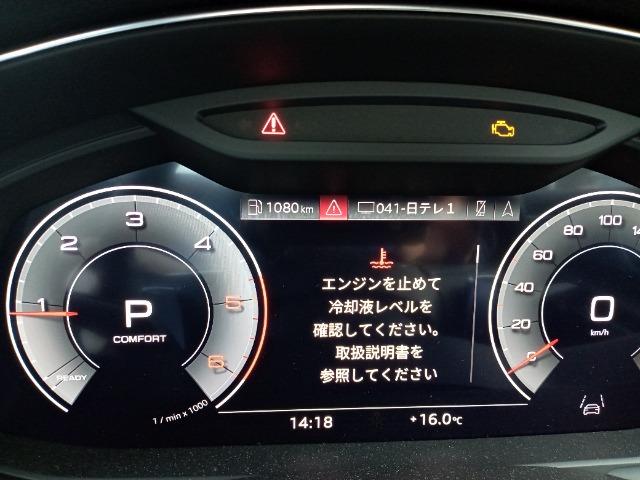 1080 km
041-日テレ1
1
2
3
4
5
6
READY
P
COMFORT
1 / min x 1000
エンジンを止めて
冷却液レベルを
確認してください。
取扱説明書を
参照してください
14:18
+16.0℃
0
20
40
60
80
100
0
km/h